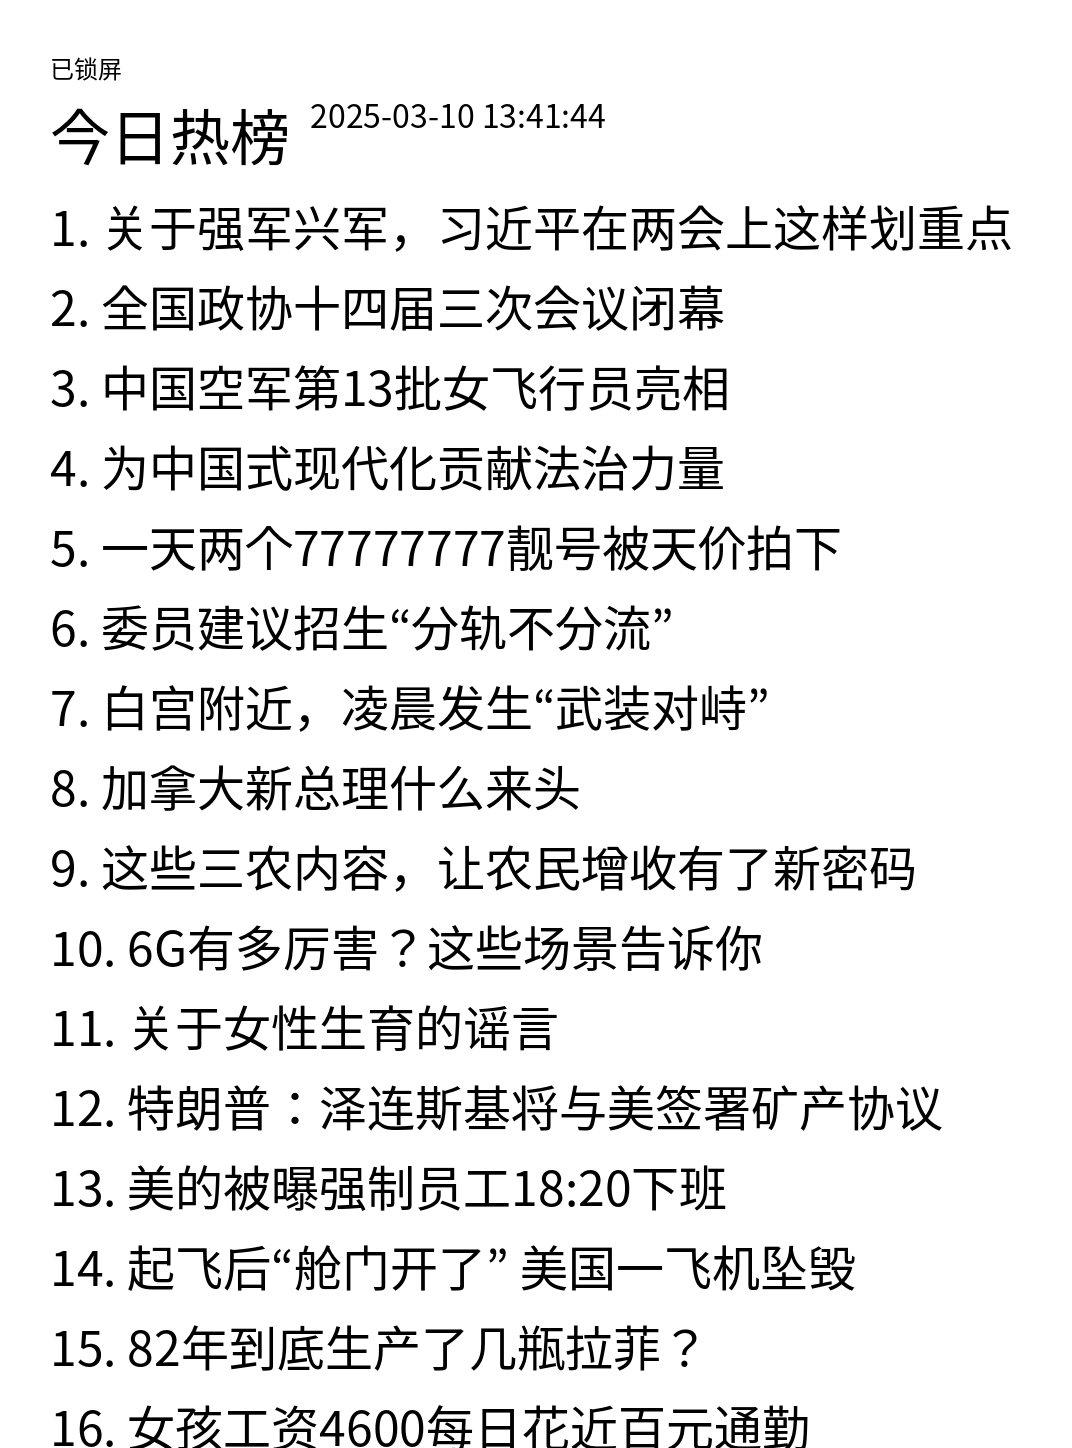 已锁屏
今日热榜 2025-03-10 13:41:44
1. 关于强军兴军，习近平在两会上这样划重点
2. 全国政协十四届三次会议闭幕
3. 中国空军第13批女飞行员亮相
4. 为中国式现代化贡献法治力量
5. 一天两个77777777靓号被天价拍下
6. 委员建议招生“分轨不分流”
7. 白宫附近，凌晨发生“武装对峙”
8. 加拿大新总理什么来头
9. 这些三农内容，让农民增收有了新密码
10. 6G有多厉害？这些场景告诉你
11. 关于女性生育的谣言
12. 特朗普：泽连斯基将与美签署矿产协议
13. 美的被曝强制员工18:20下班
14. 起飞后“舱门开了” 美国一飞机坠毁
15. 82年到底生产了几瓶拉菲？
16. 女孩工资4600每日花近百元通勤